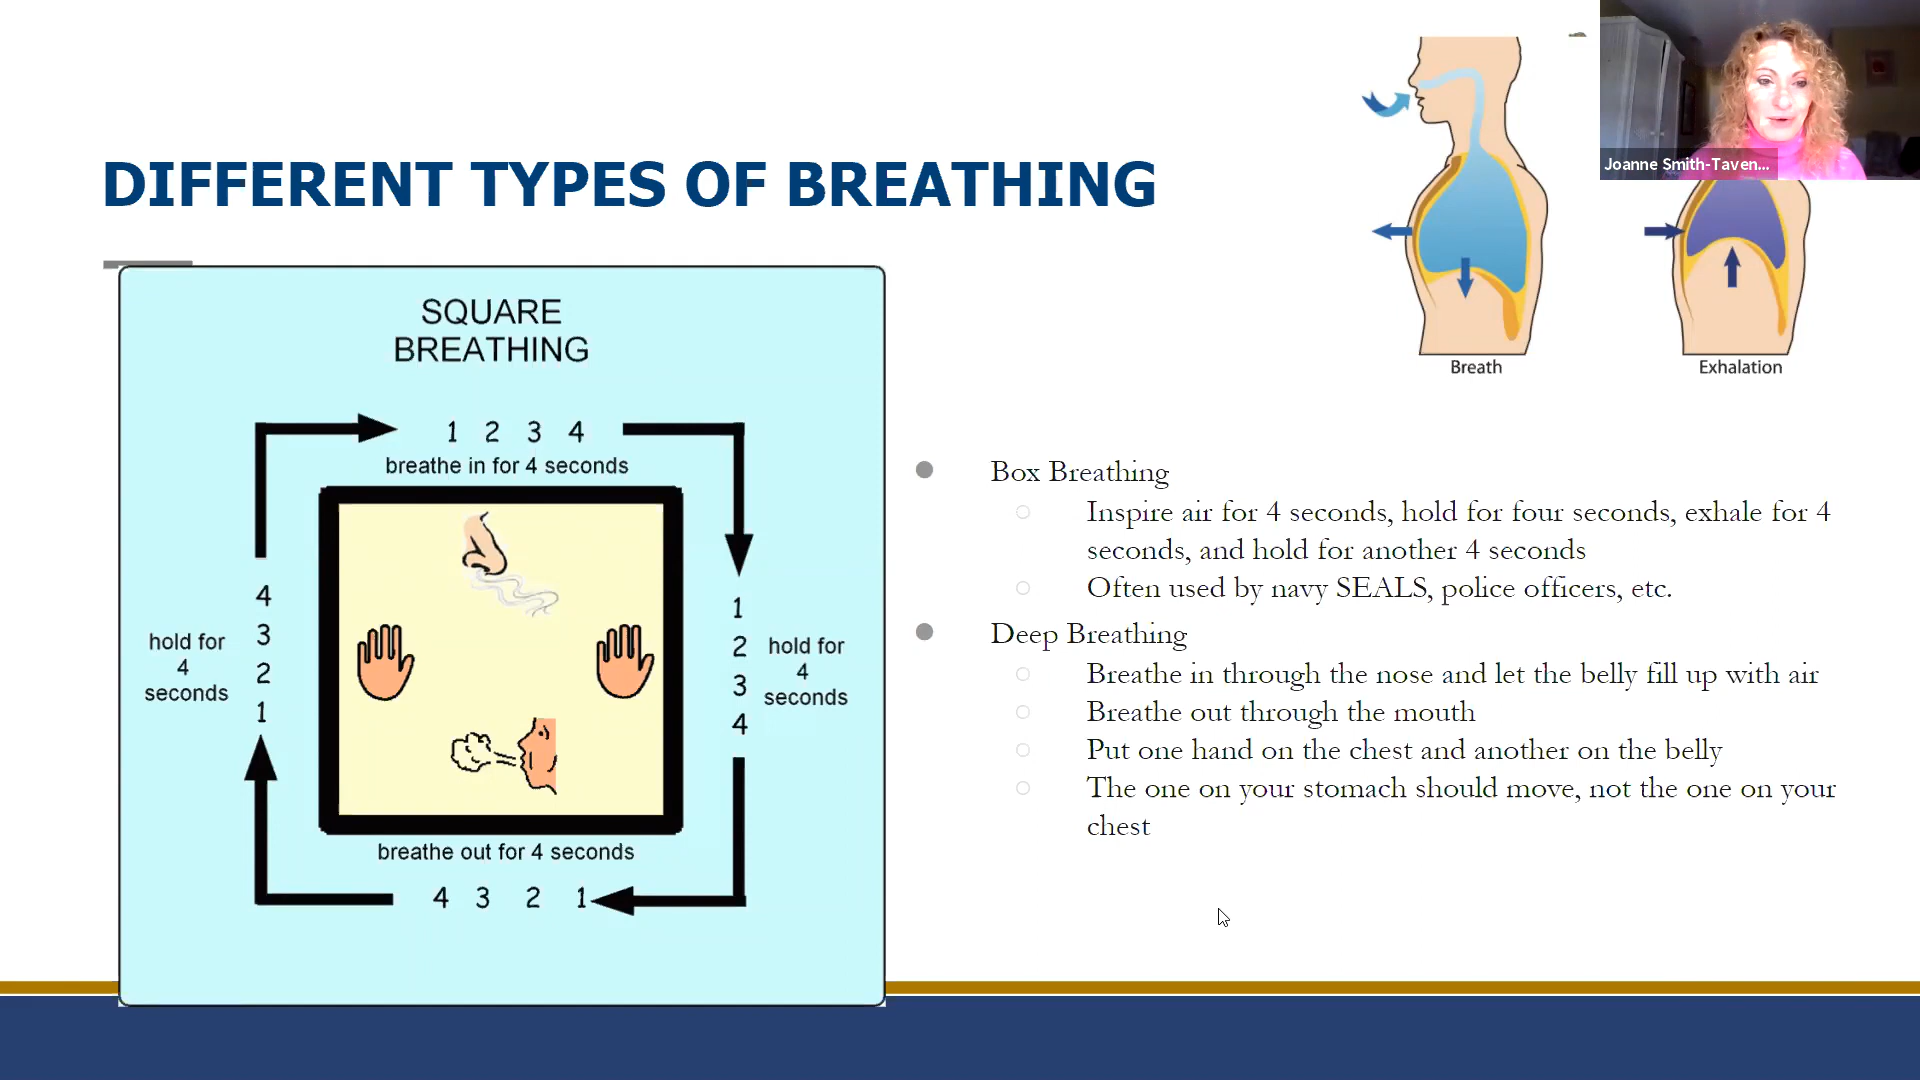 Joanne Smith-Taven...
DIFFERENT TYPES OF BREATHING
Breath
Exhalation
SQUARE
BREATHING
1 2 3 4
breathe in for 4 seconds
1
2
3
4
hold for
4
seconds
breathe out for 4 seconds
4 3 2 1
4
3
2
1
hold for
4
seconds
Box Breathing
Inspire air for 4 seconds, hold for four seconds, exhale for 4
seconds, and hold for another 4 seconds
Often used by navy SEALS, police officers, etc.
Deep Breathing
Breathe in through the nose and let the belly fill up with air
Breathe out through the mouth
Put one hand on the chest and another on the belly
The one on your stomach should move, not the one on your
chest